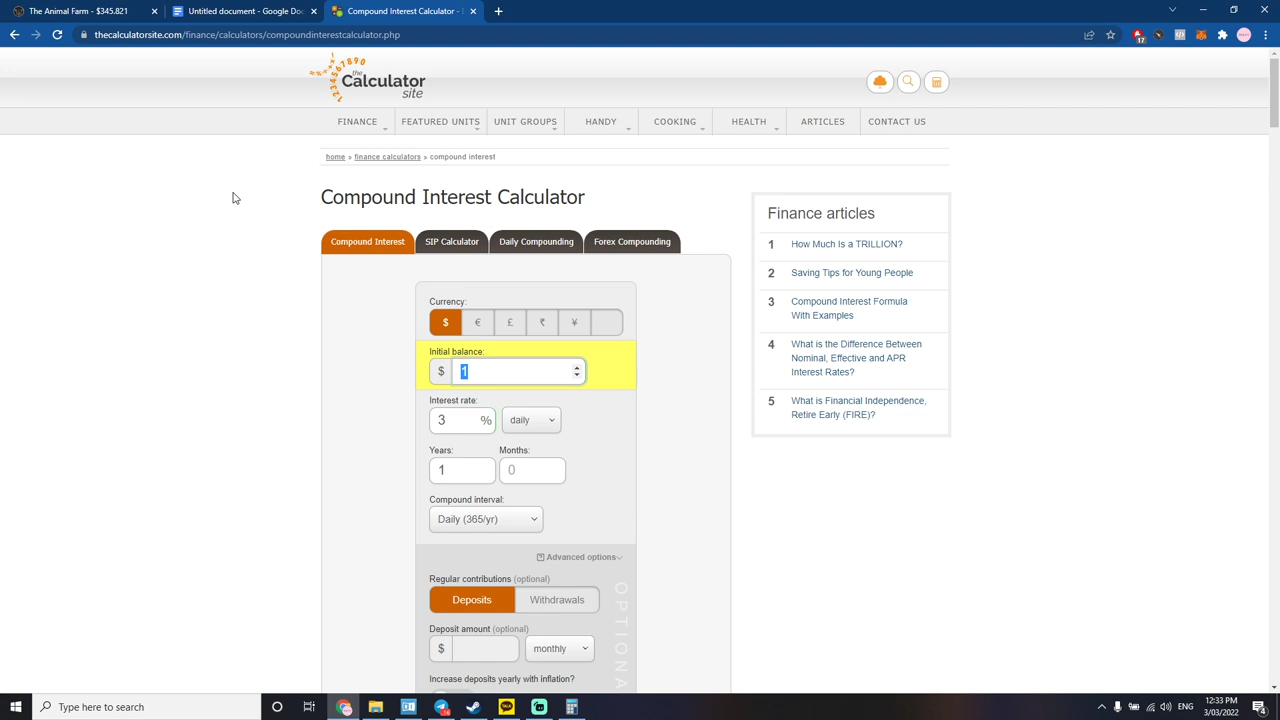 The Animal Farm - $345.821
Untitled document - Google Doc
Compound Interest Calculator
thecalculatorsite.com/finance/calculators/compoundinterestcalculator.php
17
1234567890
the
Calculator
site
FINANCE
FEATURED UNITS
UNIT GROUPS
HANDY
COOKING
HEALTH
ARTICLES
CONTACT US
home » finance calculators » compound interest
Compound Interest Calculator
Compound Interest
SIP Calculator
Daily Compounding
Forex Compounding
Currency:
$ € £ ₹ ¥
Initial balance:
$ 1
Interest rate:
3 % daily
Years: Months:
1 0
Compound interval:
Daily (365/yr)
Advanced options
Regular contributions (optional)
Deposits Withdrawals
Deposit amount (optional)
$ monthly
Increase deposits yearly with inflation?
OPTIONA
Finance articles
1 How Much Is a TRILLION?
2 Saving Tips for Young People
3 Compound Interest Formula
With Examples
4 What is the Difference Between
Nominal, Effective and APR
Interest Rates?
5 What is Financial Independence,
Retire Early (FIRE)?
Type here to search
TALK
ENG
12:33 PM
3/03/2022